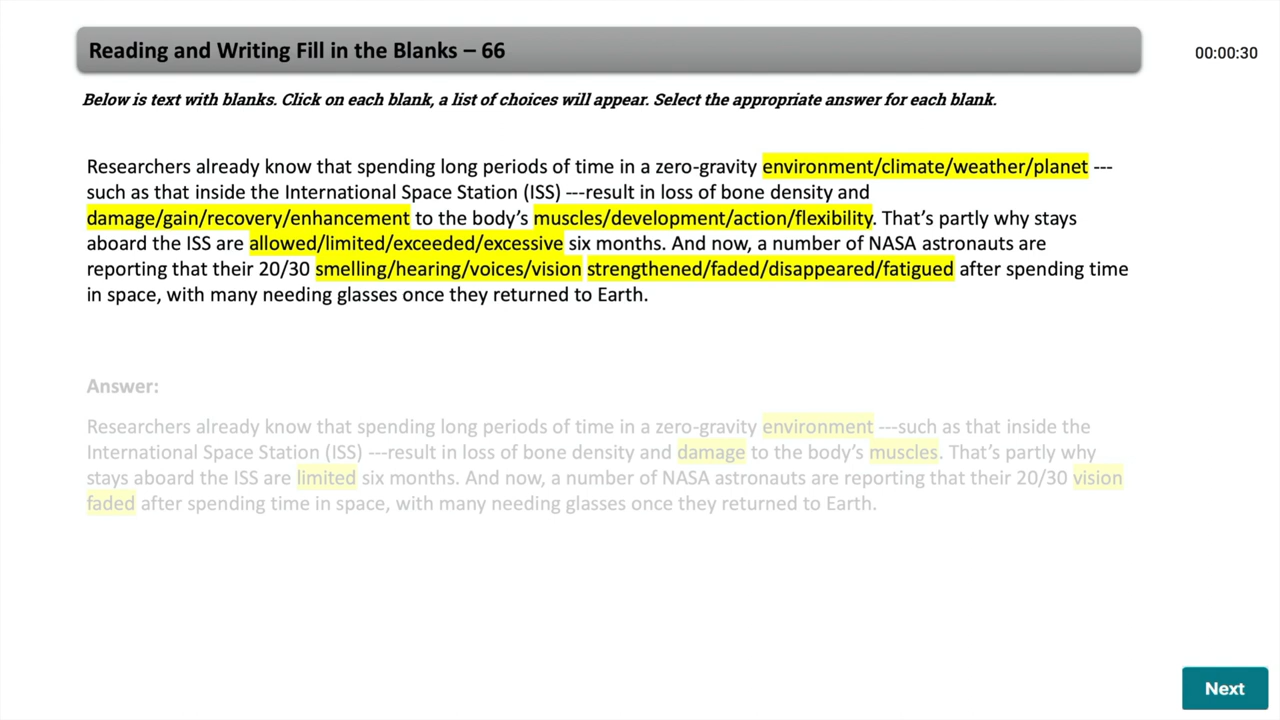 Reading and Writing Fill in the Blanks – 66
00:00:30
Below is text with blanks. Click on each blank, a list of choices will appear. Select the appropriate answer for each blank.
Researchers already know that spending long periods of time in a zero-gravity environment/climate/weather/planet ---
such as that inside the International Space Station (ISS) ---result in loss of bone density and
damage/gain/recovery/enhancement to the body's muscles/development/action/flexibility. That's partly why stays
aboard the ISS are allowed/limited/exceeded/excessive six months. And now, a number of NASA astronauts are
reporting that their 20/30 smelling/hearing/voices/vision strengthened/faded/disappeared/fatigued after spending time
in space, with many needing glasses once they returned to Earth.
Answer:
Researchers already know that spending long periods of time in a zero-gravity environment ---such as that inside the
International Space Station (ISS) ---result in loss of bone density and damage to the body's muscles. That's partly why
stays aboard the ISS are limited six months. And now, a number of NASA astronauts are reporting that their 20/30 vision
faded after spending time in space, with many needing glasses once they returned to Earth.
Next